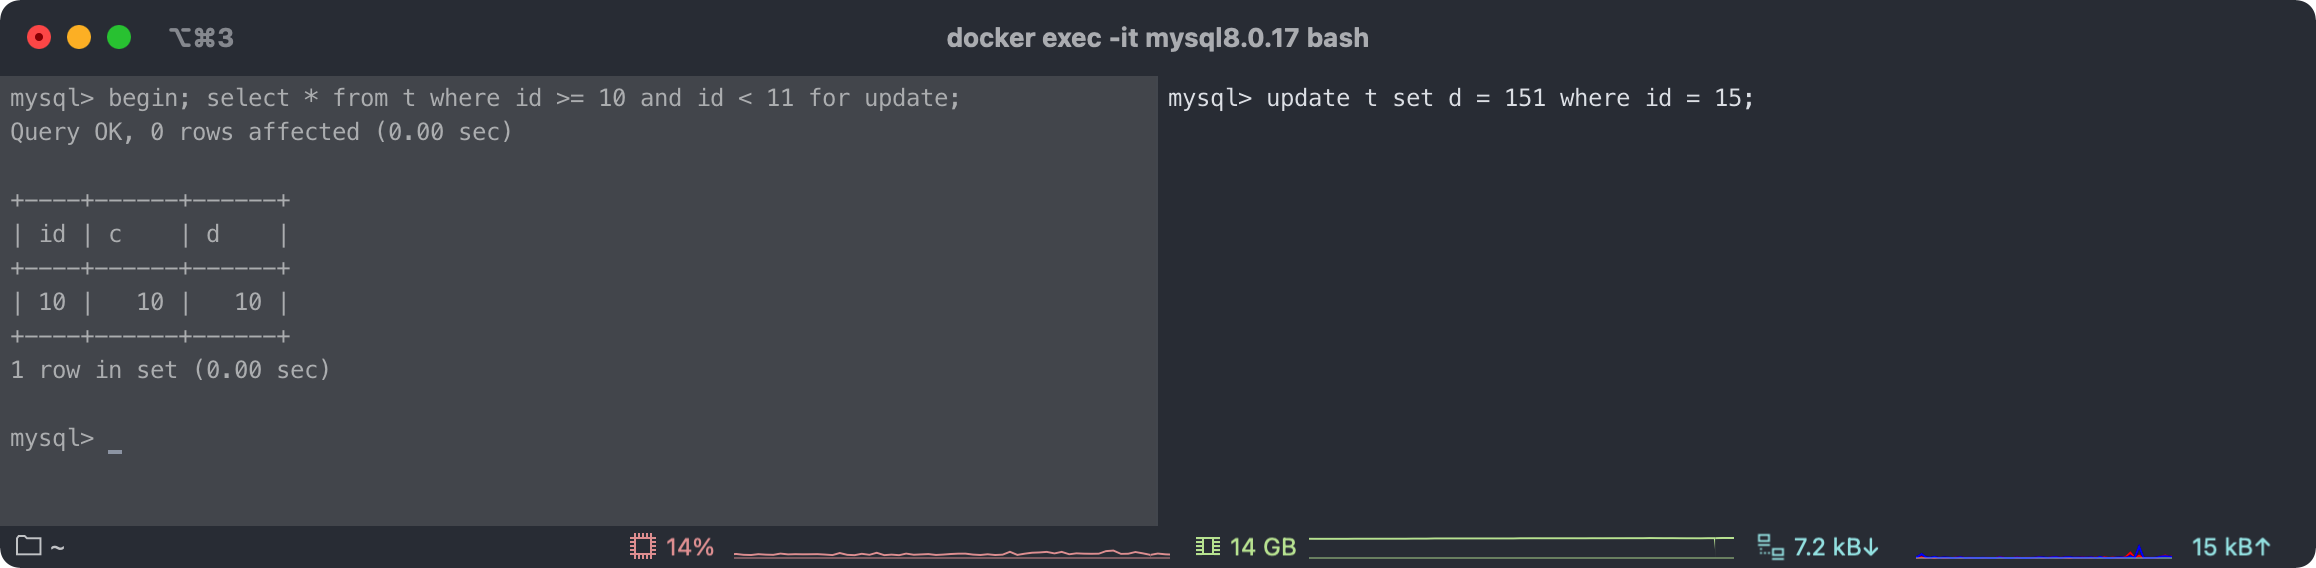 ⌥⌘3
docker exec -it mysql8.0.17 bash
mysql> begin; select * from t where id >= 10 and id < 11 for update;
Query OK, 0 rows affected (0.00 sec)
+----+------+------+
| id | c    | d    |
+----+------+------+
| 10 |   10 |   10 |
+----+------+------+
1 row in set (0.00 sec)
mysql> _
mysql> update t set d = 151 where id = 15;
~
14%
14 GB
7.2 kB↓
15 kB↑